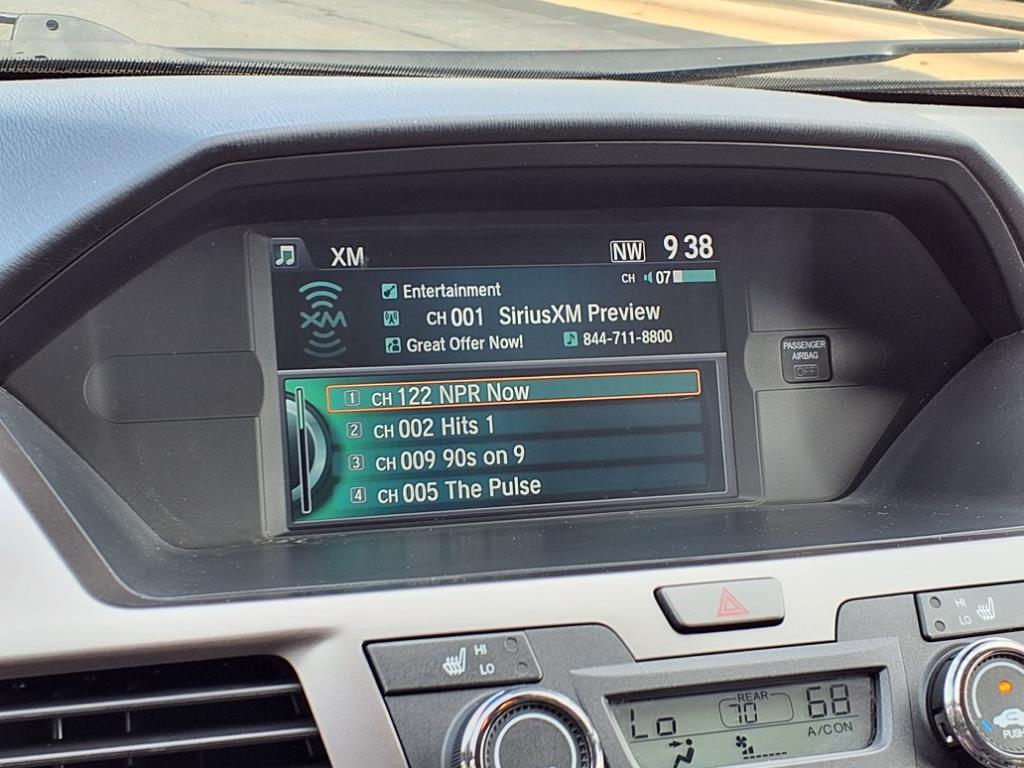 XM NW 9 38
CH 07
Entertainment
XM CH 001 SiriusXM Preview
Great Offer Now! 844-711-8800
1 CH 122 NPR Now
2 CH 002 Hits 1
3 CH 009 90s on 9
4 CH 005 The Pulse
PASSENGER
AIRBAG
OFF
HI
LO
HI
LO
REAR
Lo 70 68
A/C ON
PUSH